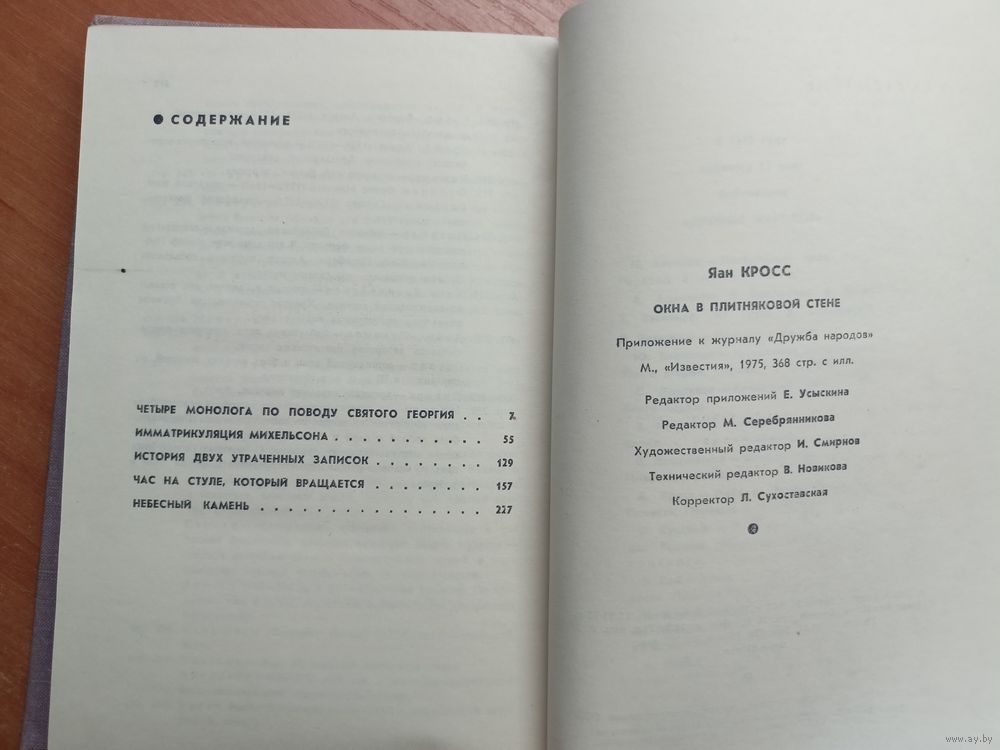 СОДЕРЖАНИЕ
ЧЕТЫРЕ МОНОЛОГА ПО ПОВОДУ СВЯТОГО ГЕОРГИЯ . . 7
ИММАТРИКУЛЯЦИЯ МИХЕЛЬСОНА . . . . . . . . . . 55
ИСТОРИЯ ДВУХ УТРАЧЕННЫХ ЗАПИСОК . . . . . . . 129
ЧАС НА СТУЛЕ, КОТОРЫЙ ВРАЩАЕТСЯ . . . . . . . . 157
НЕБЕСНЫЙ КАМЕНЬ . . . . . . . . . . . . . . . . 227
Яан КРОСС
ОКНА В ПЛИТНЯКОВОЙ СТЕНЕ
Приложение к журналу «Дружба народов»
М., «Известия», 1975, 368 стр. с илл.
Редактор приложений Е. Усыскина
Редактор М. Серебрянникова
Художественный редактор И. Смирнов
Технический редактор В. Новикова
Корректор Л. Сухоставская
www.ay.by